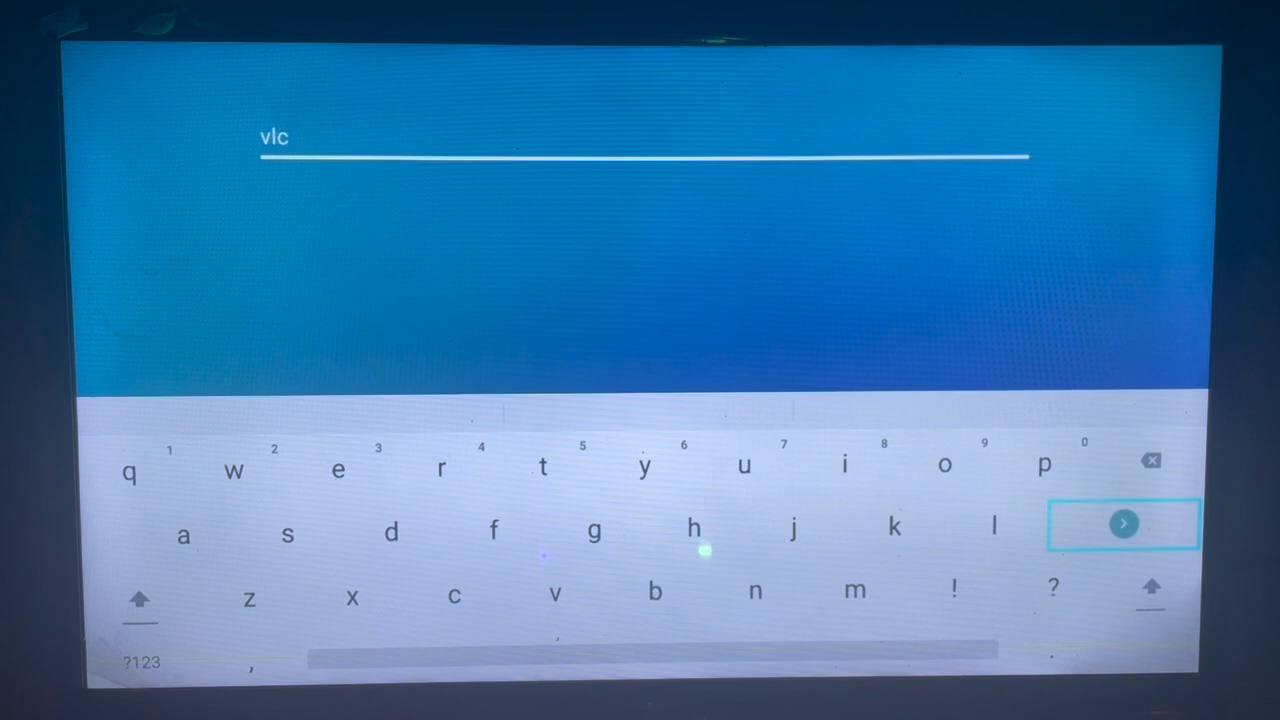 vlc
1 2 3 4 5 6 7 8 9 0
q w e r t y u i o p
a s d f g h j k l
z x c v b n m ! ?
?123 , .